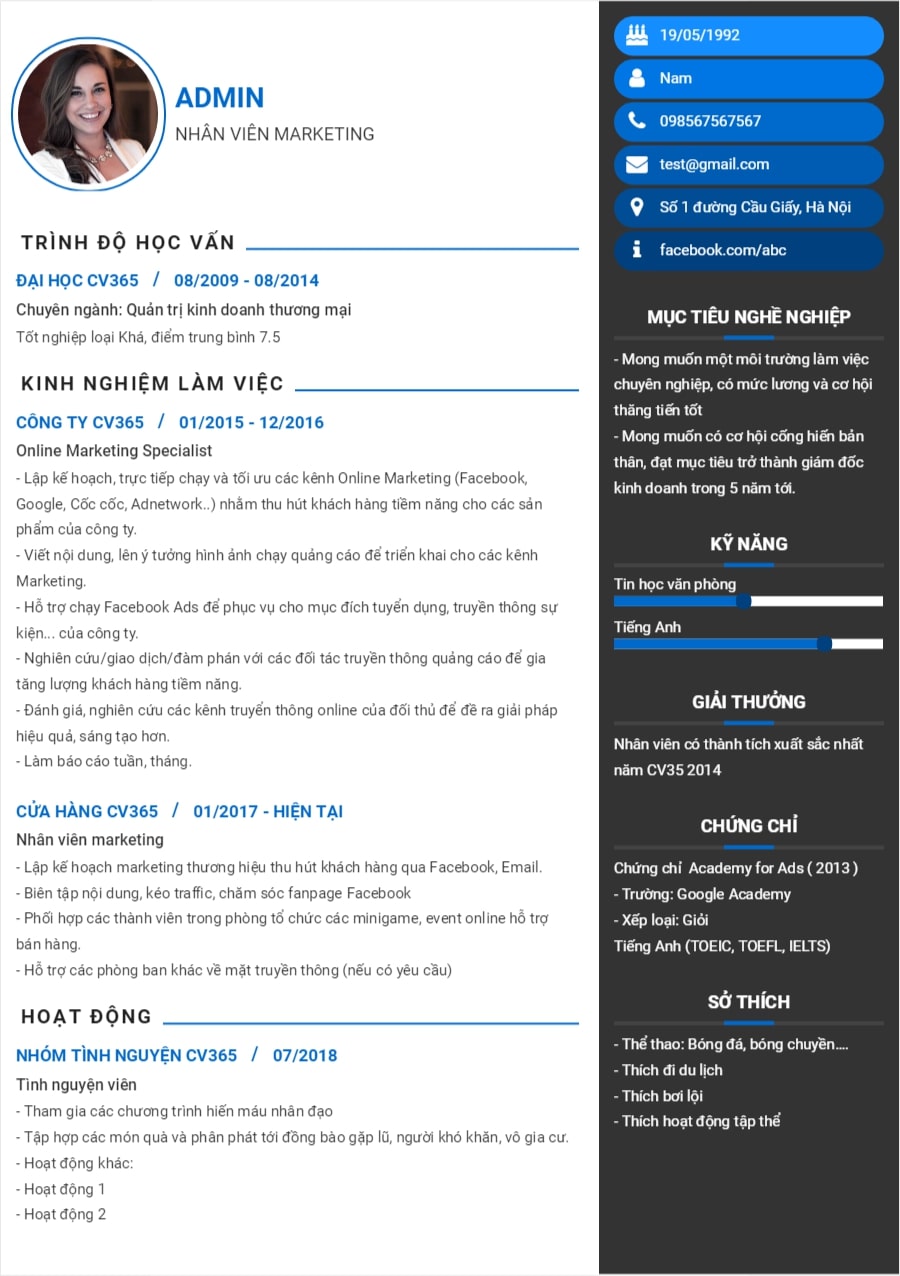 ADMIN
NHÂN VIÊN MARKETING
TRÌNH ĐỘ HỌC VẤN
ĐẠI HỌC CV365 / 08/2009 - 08/2014
Chuyên ngành: Quản trị kinh doanh thương mại
Tốt nghiệp loại Khá, điểm trung bình 7.5
KINH NGHIỆM LÀM VIỆC
CÔNG TY CV365 / 01/2015 - 12/2016
Online Marketing Specialist
- Lập kế hoạch, trực tiếp chạy và tối ưu các kênh Online Marketing (Facebook,
Google, Cốc cốc, Adnetwork..) nhằm thu hút khách hàng tiềm năng cho các sản
phẩm của công ty.
- Viết nội dung, lên ý tưởng hình ảnh chạy quảng cáo để triển khai cho các kênh
Marketing.
- Hỗ trợ chạy Facebook Ads để phục vụ cho mục đích tuyển dụng, truyền thông sự
kiện... của công ty.
- Nghiên cứu/giao dịch/đàm phán với các đối tác truyền thông quảng cáo để gia
tăng lượng khách hàng tiềm năng.
- Đánh giá, nghiên cứu các kênh truyển thông online của đối thủ để đề ra giải pháp
hiệu quả, sáng tạo hơn.
- Làm báo cáo tuần, tháng.
CỬA HÀNG CV365 / 01/2017 - HIỆN TẠI
Nhân viên marketing
- Lập kế hoạch marketing thương hiệu thu hút khách hàng qua Facebook, Email.
- Biên tập nội dung, kéo traffic, chăm sóc fanpage Facebook
- Phối hợp các thành viên trong phòng tổ chức các minigame, event online hỗ trợ
bán hàng.
- Hỗ trợ các phòng ban khác về mặt truyền thông (nếu có yêu cầu)
HOẠT ĐỘNG
NHÓM TÌNH NGUYỆN CV365 / 07/2018
Tình nguyện viên
- Tham gia các chương trình hiến máu nhân đạo
- Tập hợp các món quà và phân phát tới đồng bào gặp lũ, người khó khăn, vô gia cư.
- Hoạt động khác:
- Hoạt động 1
- Hoạt động 2
19/05/1992
Nam
098567567567
test@gmail.com
Số 1 đường Cầu Giấy, Hà Nội
facebook.com/abc
MỤC TIÊU NGHỀ NGHIỆP
- Mong muốn một môi trường làm việc
chuyên nghiệp, có mức lương và cơ hội
thăng tiến tốt
- Mong muốn có cơ hội cống hiến bản
thân, đạt mục tiêu trở thành giám đốc
kinh doanh trong 5 năm tới.
KỸ NĂNG
Tin học văn phòng
Tiếng Anh
GIẢI THƯỞNG
Nhân viên có thành tích xuất sắc nhất
năm CV35 2014
CHỨNG CHỈ
Chứng chỉ Academy for Ads ( 2013 )
- Trường: Google Academy
- Xếp loại: Giỏi
Tiếng Anh (TOEIC, TOEFL, IELTS)
SỞ THÍCH
- Thể thao: Bóng đá, bóng chuyền....
- Thích đi du lịch
- Thích bơi lội
- Thích hoạt động tập thể